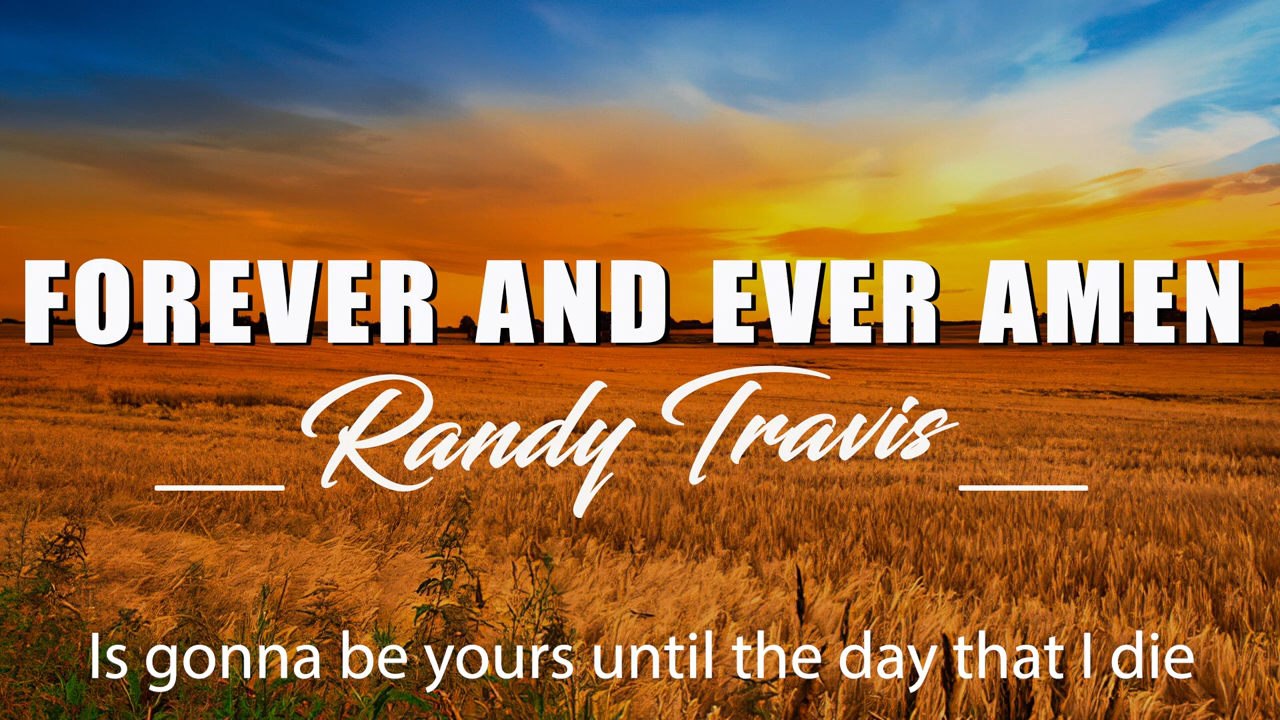 FOREVER AND EVER AMEN
Randy Travis
Is gonna be yours until the day that I die